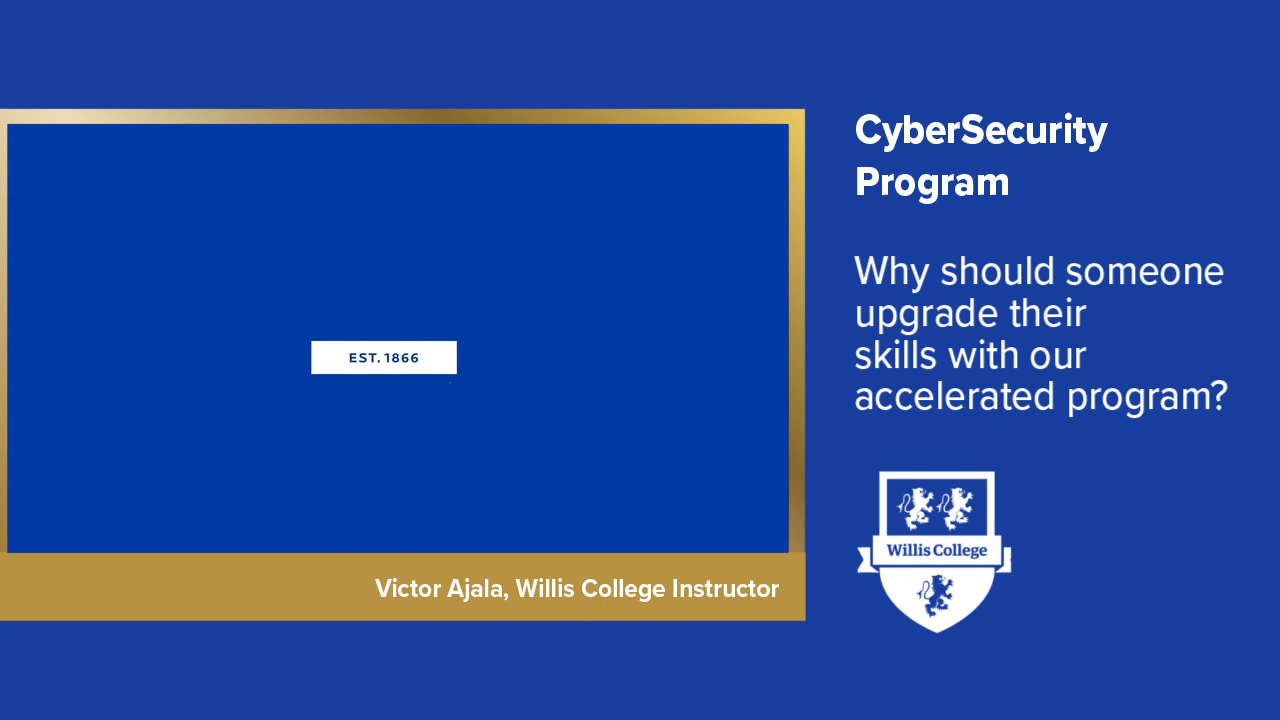 CyberSecurity
Program
Why should someone
upgrade their
skills with our
accelerated program?
EST. 1866
Willis College
Victor Ajala, Willis College Instructor